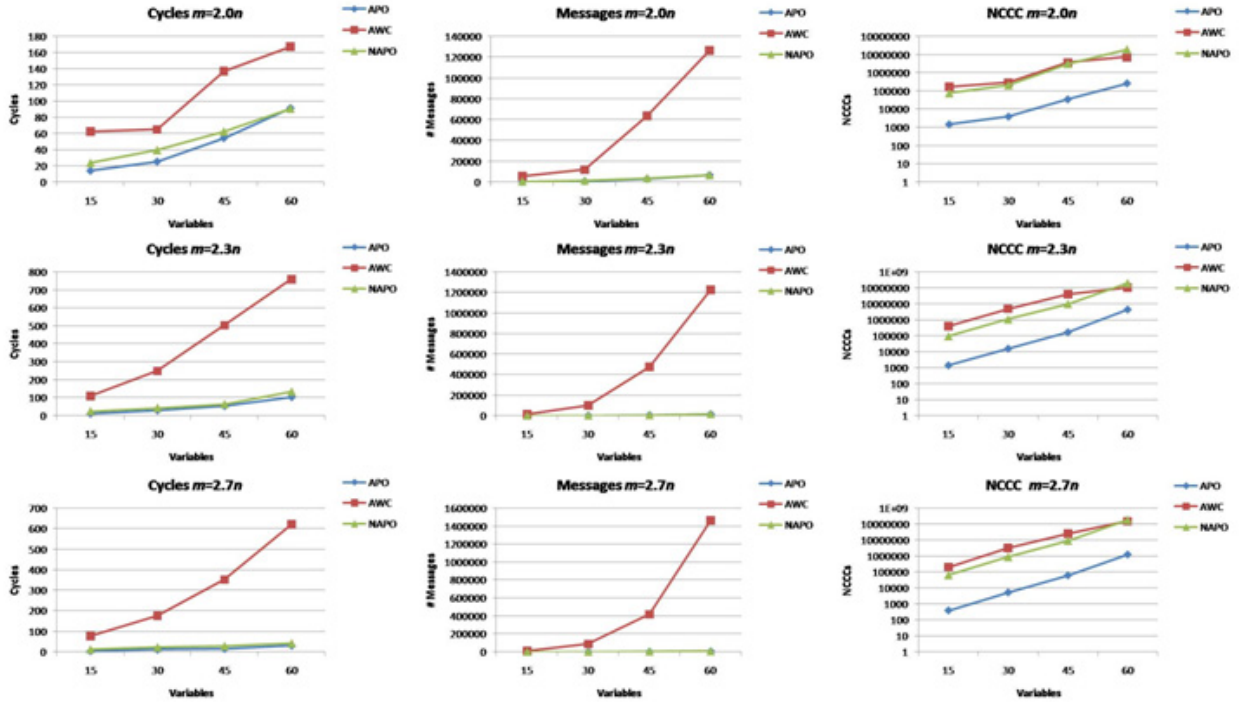 Cycles m=2.0n
180
160
140
120
100
80
60
40
20
0
Cycles
15 30 45 60
Variables
APO
AWC
NAPO
Messages m=2.0n
140000
120000
100000
80000
60000
40000
20000
0
# Messages
15 30 45 60
Variables
APO
AWC
NAPO
NCCC m=2.0n
100000000
10000000
1000000
100000
10000
1000
100
10
1
NCCCs
15 30 45 60
Variables
APO
AWC
NAPO
Cycles m=2.3n
800
700
600
500
400
300
200
100
0
Cycles
15 30 45 60
Variables
APO
AWC
NAPO
Messages m=2.3n
1400000
1200000
1000000
800000
600000
400000
200000
0
# Messages
15 30 45 60
Variables
APO
AWC
NAPO
NCCC m=2.3n
1E+09
100000000
10000000
1000000
100000
10000
1000
100
10
1
NCCCs
15 30 45 60
Variables
APO
AWC
NAPO
Cycles m=2.7n
700
600
500
400
300
200
100
0
Cycles
15 30 45 60
Variables
APO
AWC
NAPO
Messages m=2.7n
1600000
1400000
1200000
1000000
800000
600000
400000
200000
0
# Messages
15 30 45 60
Variables
APO
AWC
NAPO
NCCC m=2.7n
1E+09
100000000
10000000
1000000
100000
10000
1000
100
10
1
NCCCs
15 30 45 60
Variables
APO
AWC
NAPO